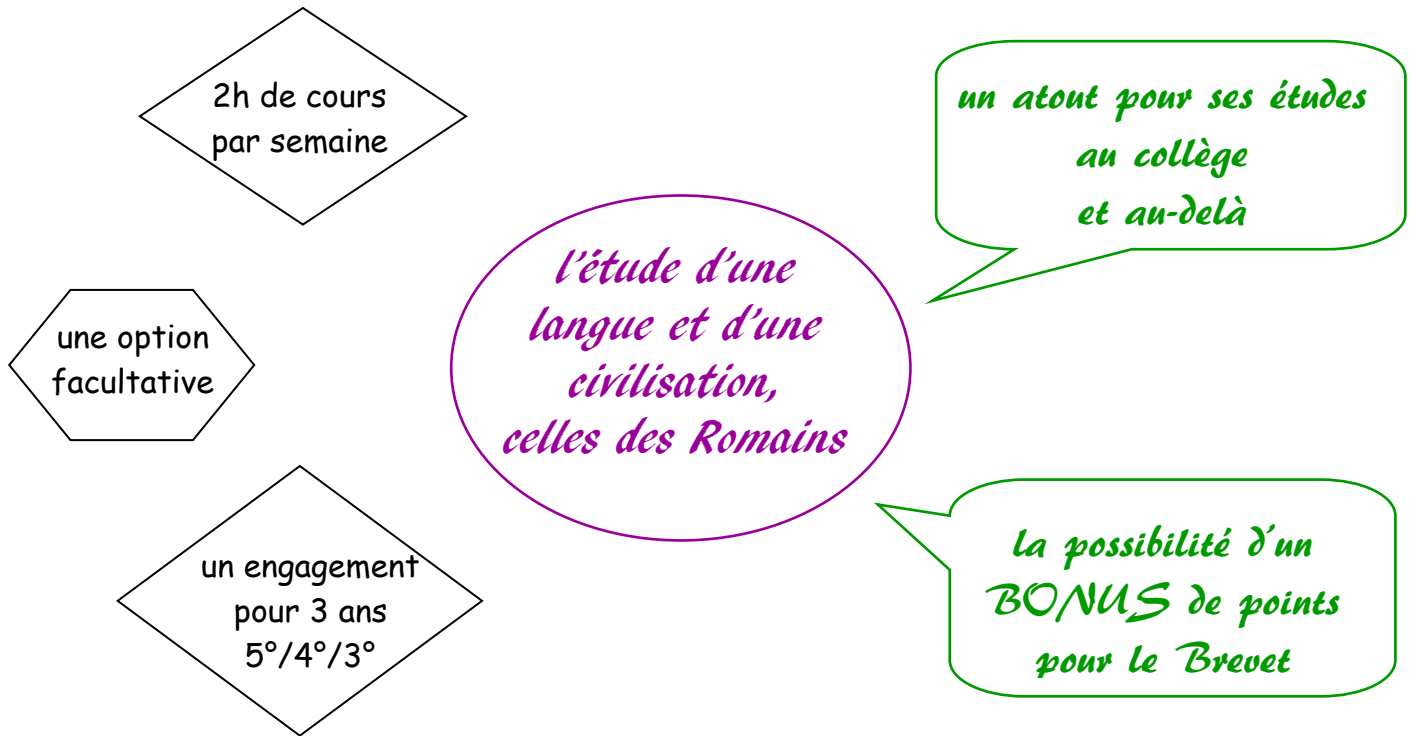 2h de cours
par semaine
un atout pour ses études
au collège
et au-delà
l'étude d'une
langue et d'une
civilisation,
celles des Romains
une option
facultative
un engagement
pour 3 ans
5°/4°/3°
la possibilité d'un
BONUS de points
pour le Brevet